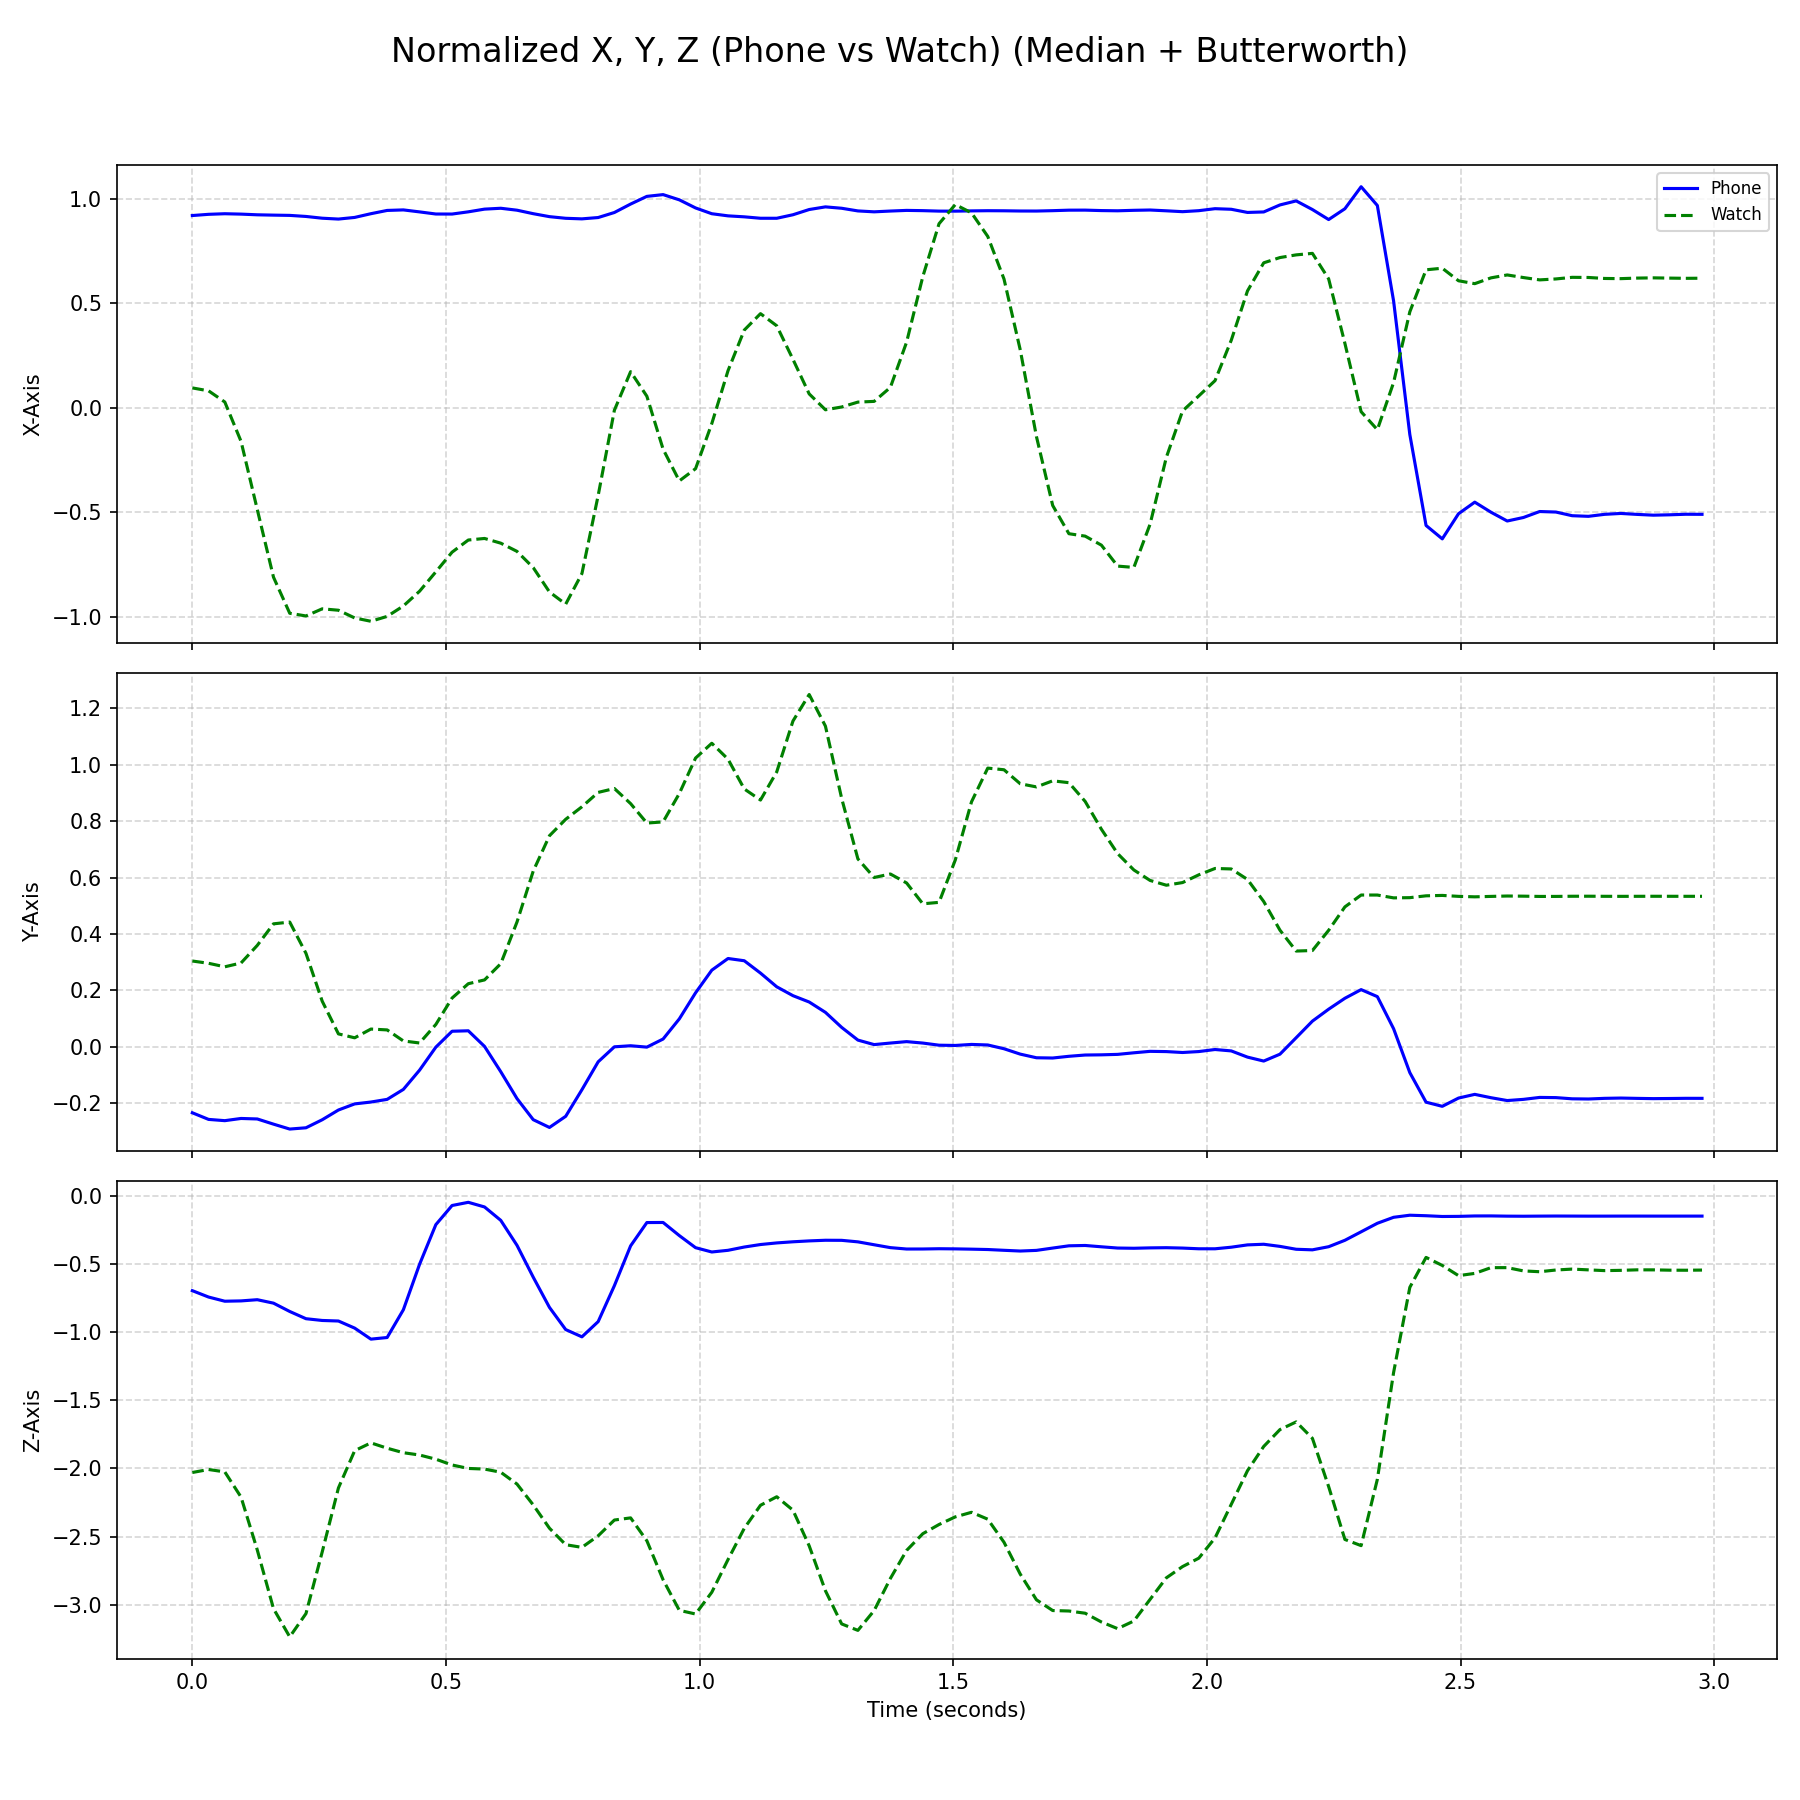 Normalized X, Y, Z (Phone vs Watch) (Median + Butterworth)
Phone
Watch
1.0
0.5
0.0
−0.5
−1.0
X-Axis
1.2
1.0
0.8
0.6
0.4
0.2
0.0
−0.2
Y-Axis
0.0
−0.5
−1.0
−1.5
−2.0
−2.5
−3.0
Z-Axis
0.0 0.5 1.0 1.5 2.0 2.5 3.0
Time (seconds)